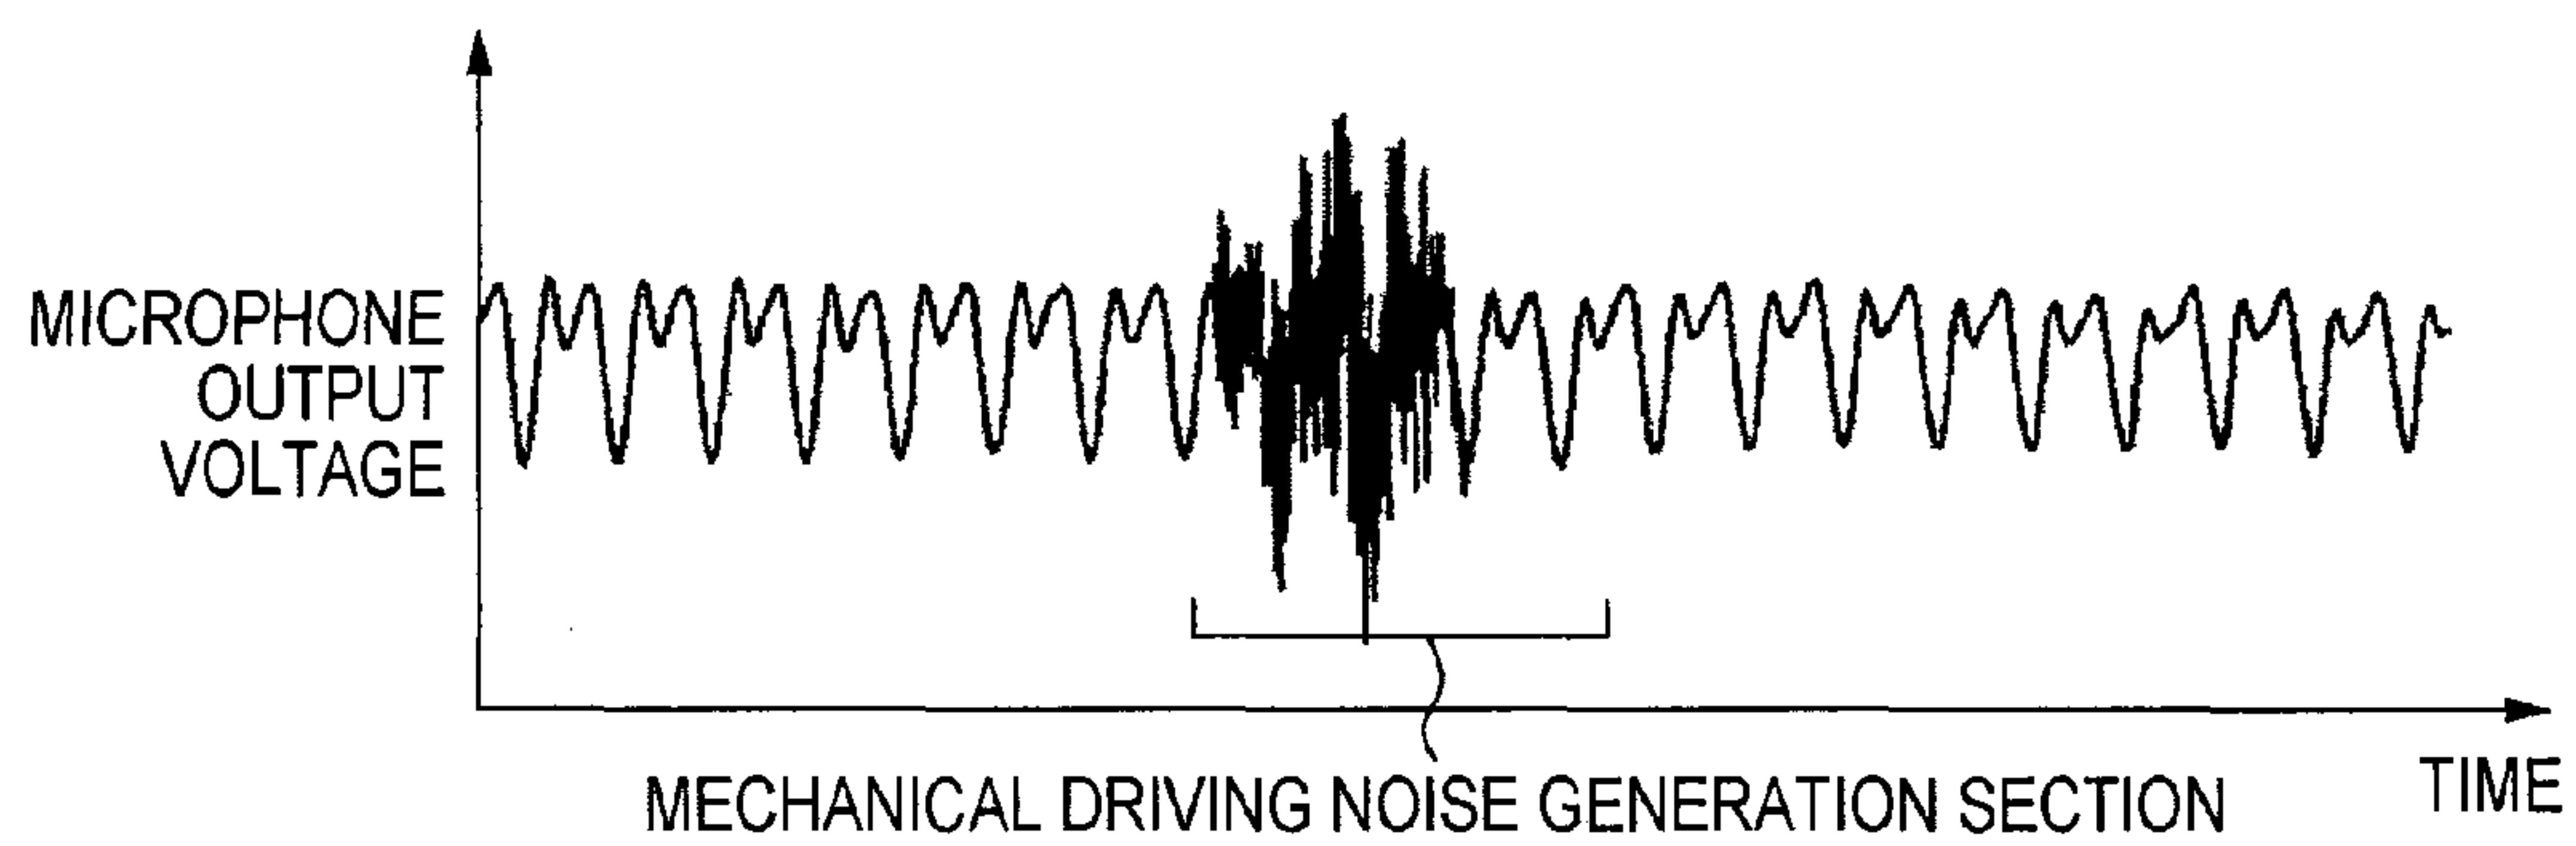 MICROPHONE
OUTPUT
VOLTAGE
TIME
MECHANICAL DRIVING NOISE GENERATION SECTION